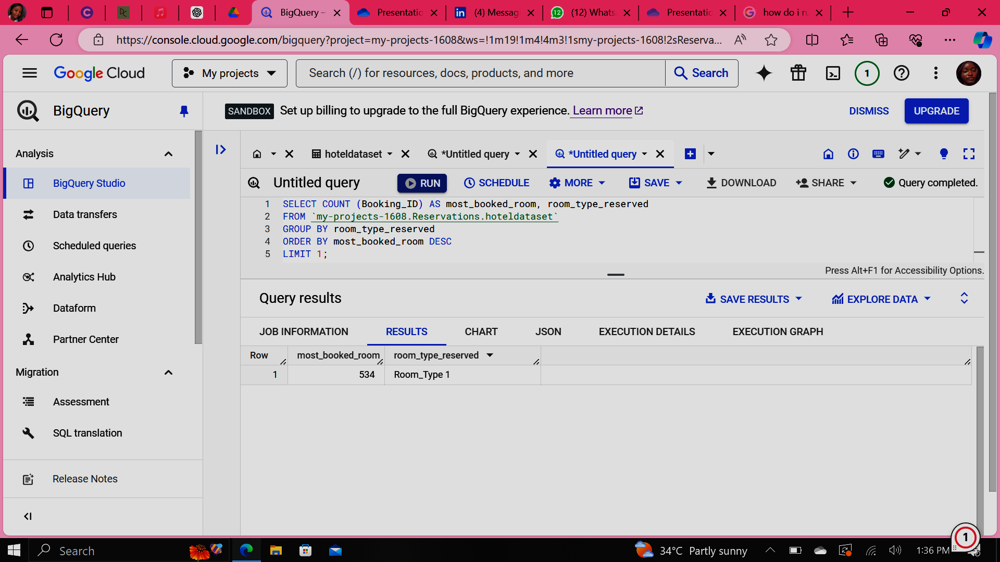 BigQuery –
Presentatio
(4) Messag
12
(12) Whats
Presentatio
how do i ru
https://console.cloud.google.com/bigquery?project=my-projects-1608&ws=!1m19!1m4!4m3!1smy-projects-1608!2sReserva...
Google Cloud
My projects
Search (/) for resources, docs, products, and more
Search
1
BigQuery
SANDBOX Set up billing to upgrade to the full BigQuery experience. Learn more
DISMISS
UPGRADE
Analysis
BigQuery Studio
Data transfers
Scheduled queries
Analytics Hub
Dataform
Partner Center
Migration
Assessment
SQL translation
Release Notes
hoteldataset
*Untitled query
*Untitled query
Untitled query
RUN
SCHEDULE
MORE
SAVE
DOWNLOAD
SHARE
Query completed.
1 SELECT COUNT (Booking_ID) AS most_booked_room, room_type_reserved
2 FROM `my-projects-1608.Reservations.hoteldataset`
3 GROUP BY room_type_reserved
4 ORDER BY most_booked_room DESC
5 LIMIT 1;
Press Alt+F1 for Accessibility Options.
Query results
SAVE RESULTS
EXPLORE DATA
JOB INFORMATION
RESULTS
CHART
JSON
EXECUTION DETAILS
EXECUTION GRAPH
Row most_booked_room room_type_reserved
1 534 Room_Type 1
1
Search
34°C Partly sunny
1:36 PM